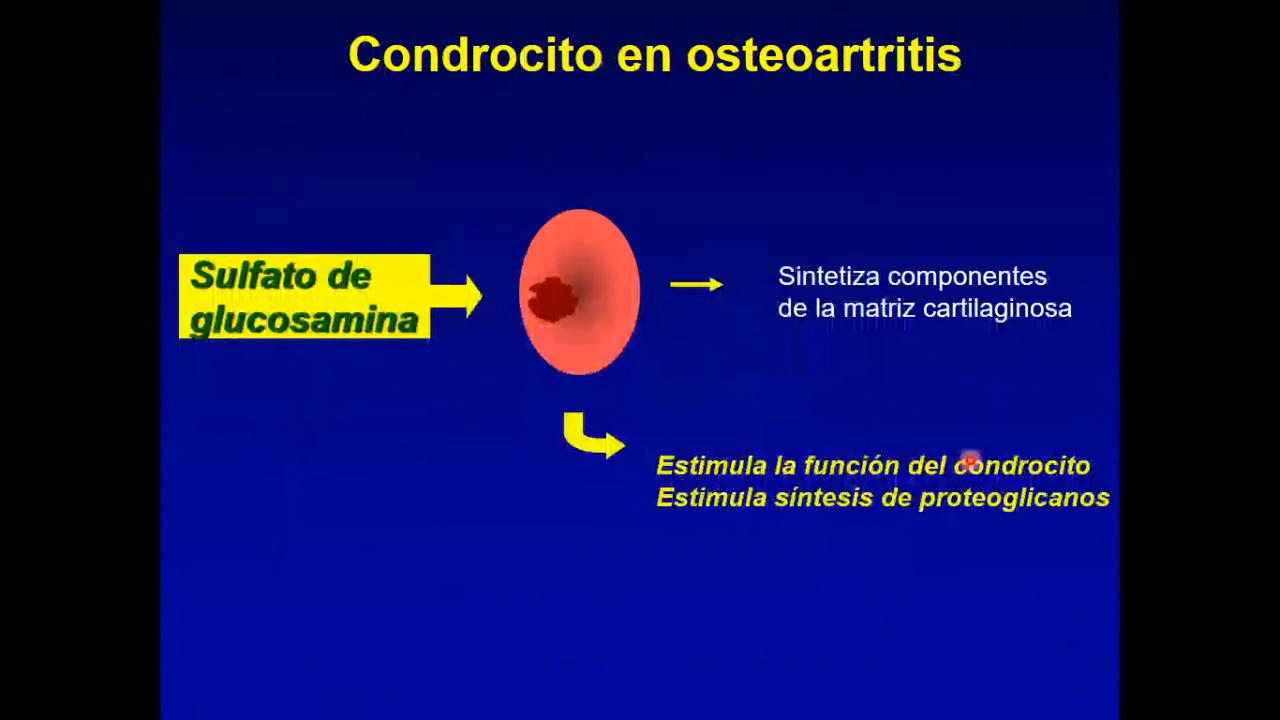 Condrocito en osteoartritis
Sulfato de
glucosamina
Sintetiza componentes
de la matriz cartilaginosa
Estimula la función del condrocito
Estimula síntesis de proteoglicanos